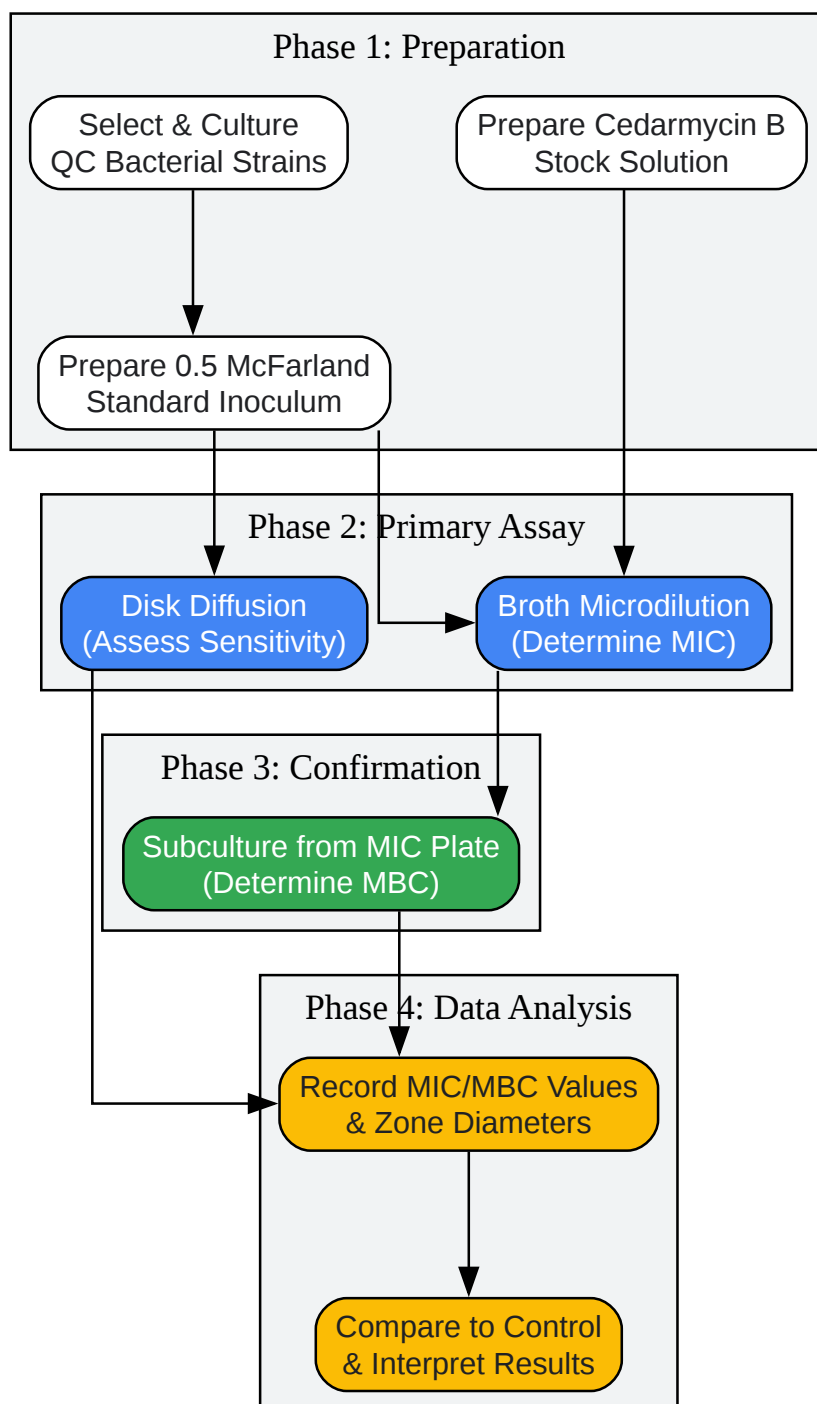 Phase 1: Preparation
Select & Culture
QC Bacterial Strains
Prepare Cedarmycin B
Stock Solution
Prepare 0.5 McFarland
Standard Inoculum
Phase 2: Primary Assay
Disk Diffusion
(Assess Sensitivity)
Broth Microdilution
(Determine MIC)
Phase 3: Confirmation
Subculture from MIC Plate
(Determine MBC)
Phase 4: Data Analysis
Record MIC/MBC Values
& Zone Diameters
Compare to Control
& Interpret Results